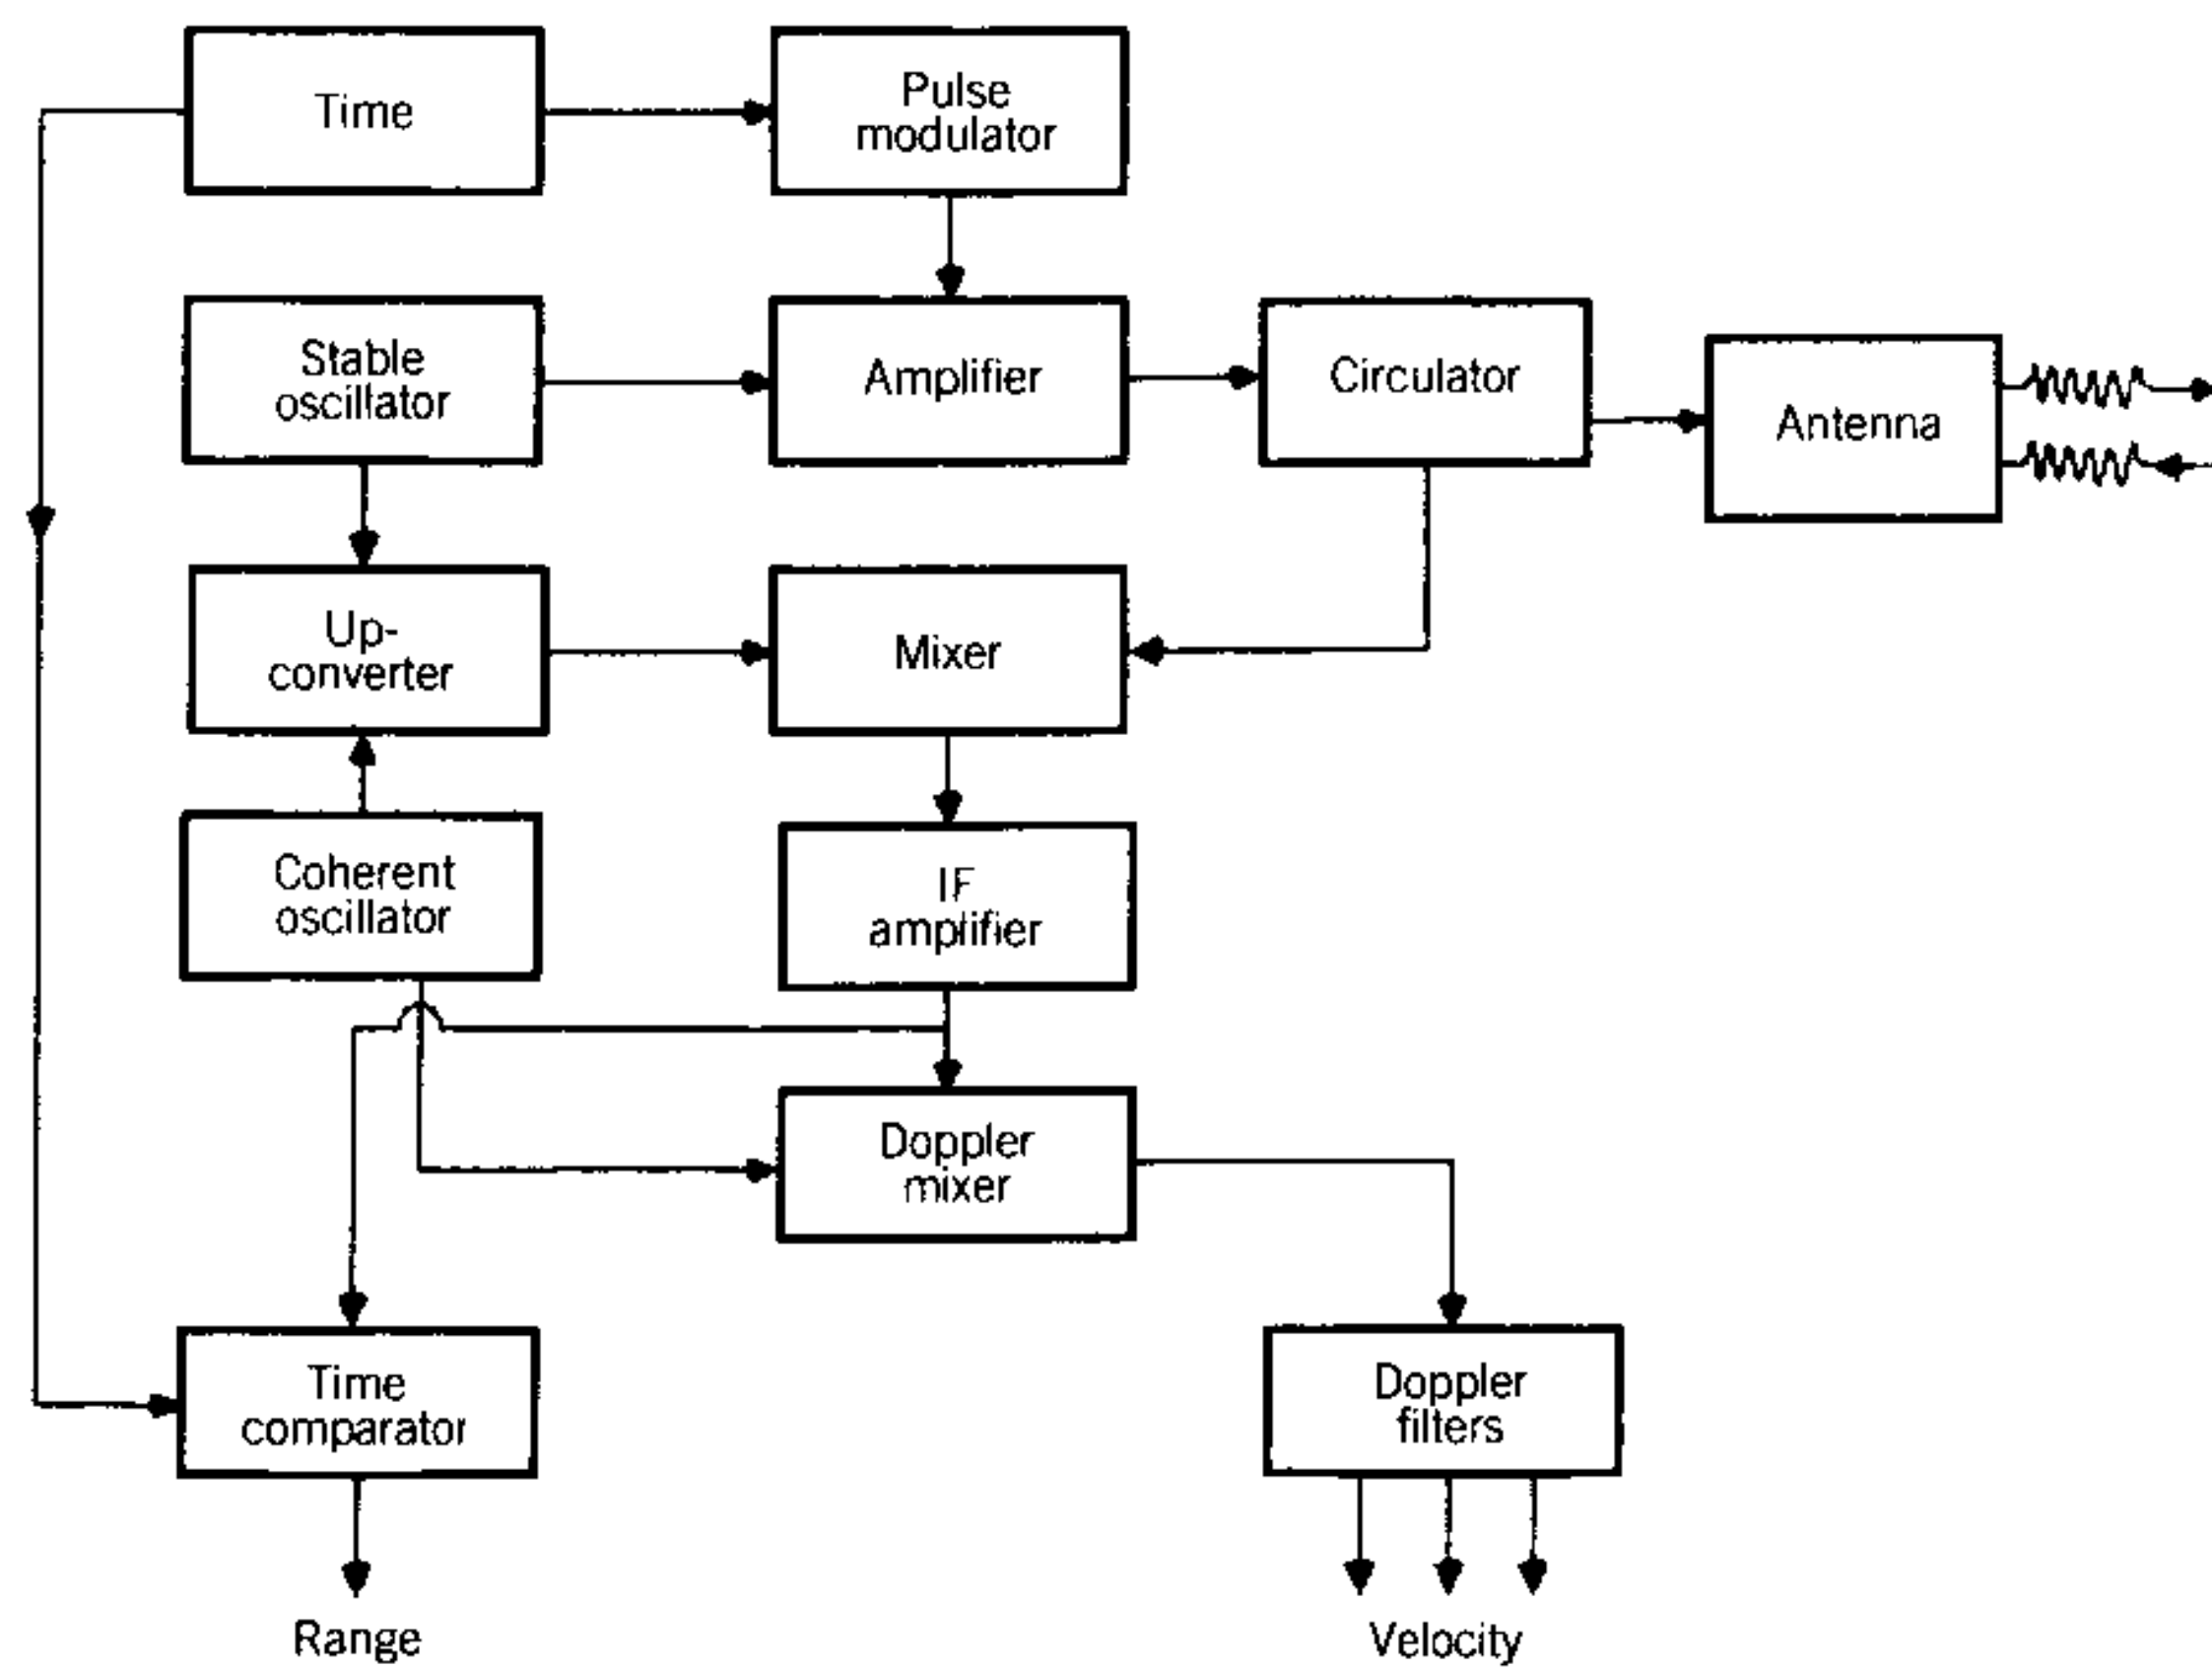 Time
Pulse
modulator
Stable
oscillator
Amplifier
Circulator
Antenna
Up-
converter
Mixer
Coherent
oscillator
IF
amplifier
Doppler
mixer
Time
comparator
Doppler
filters
Range
Velocity